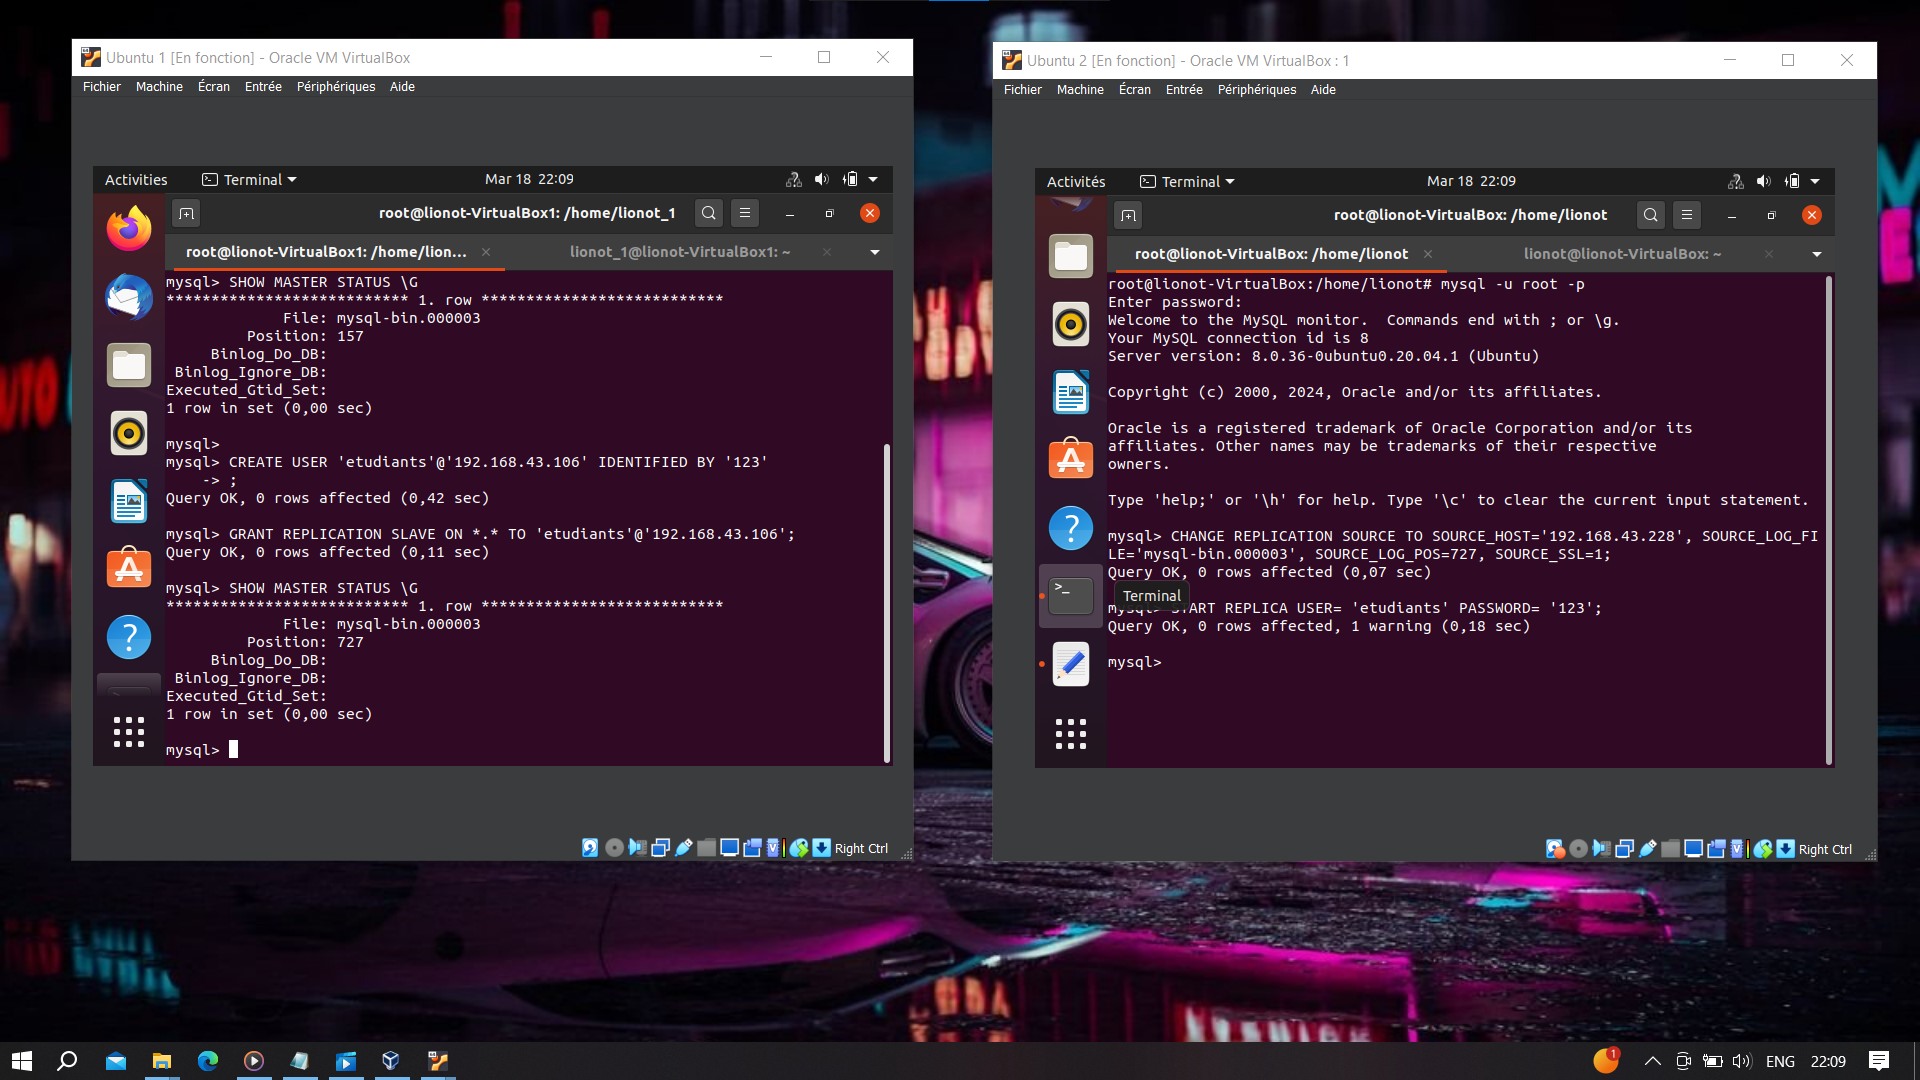 Ubuntu 1 [En fonction] - Oracle VM VirtualBox
Fichier Machine Écran Entrée Périphériques Aide
Activities Terminal Mar 18 22:09
root@lionot-VirtualBox1: /home/lionot_1
root@lionot-VirtualBox1: /home/lion... lionot_1@lionot-VirtualBox1: ~
mysql> SHOW MASTER STATUS \G
*************************** 1. row ***************************
File: mysql-bin.000003
Position: 157
Binlog_Do_DB:
Binlog_Ignore_DB:
Executed_Gtid_Set:
1 row in set (0,00 sec)
mysql>
mysql> CREATE USER 'etudiants'@'192.168.43.106' IDENTIFIED BY '123'
-> ;
Query OK, 0 rows affected (0,42 sec)
mysql> GRANT REPLICATION SLAVE ON *.* TO 'etudiants'@'192.168.43.106';
Query OK, 0 rows affected (0,11 sec)
mysql> SHOW MASTER STATUS \G
*************************** 1. row ***************************
File: mysql-bin.000003
Position: 727
Binlog_Do_DB:
Binlog_Ignore_DB:
Executed_Gtid_Set:
1 row in set (0,00 sec)
mysql>
Right Ctrl
Ubuntu 2 [En fonction] - Oracle VM VirtualBox : 1
Fichier Machine Écran Entrée Périphériques Aide
Activités Terminal Mar 18 22:09
root@lionot-VirtualBox: /home/lionot
root@lionot-VirtualBox: /home/lionot lionot@lionot-VirtualBox: ~
root@lionot-VirtualBox:/home/lionot# mysql -u root -p
Enter password:
Welcome to the MySQL monitor.  Commands end with ; or \g.
Your MySQL connection id is 8
Server version: 8.0.36-0ubuntu0.20.04.1 (Ubuntu)
Copyright (c) 2000, 2024, Oracle and/or its affiliates.
Oracle is a registered trademark of Oracle Corporation and/or its
affiliates. Other names may be trademarks of their respective
owners.
Type 'help;' or '\h' for help. Type '\c' to clear the current input statement.
mysql> CHANGE REPLICATION SOURCE TO SOURCE_HOST='192.168.43.228', SOURCE_LOG_FI
LE='mysql-bin.000003', SOURCE_LOG_POS=727, SOURCE_SSL=1;
Query OK, 0 rows affected (0,07 sec)
Terminal
mysql> START REPLICA USER= 'etudiants' PASSWORD= '123';
Query OK, 0 rows affected, 1 warning (0,18 sec)
mysql>
Right Ctrl
1 ENG 22:09